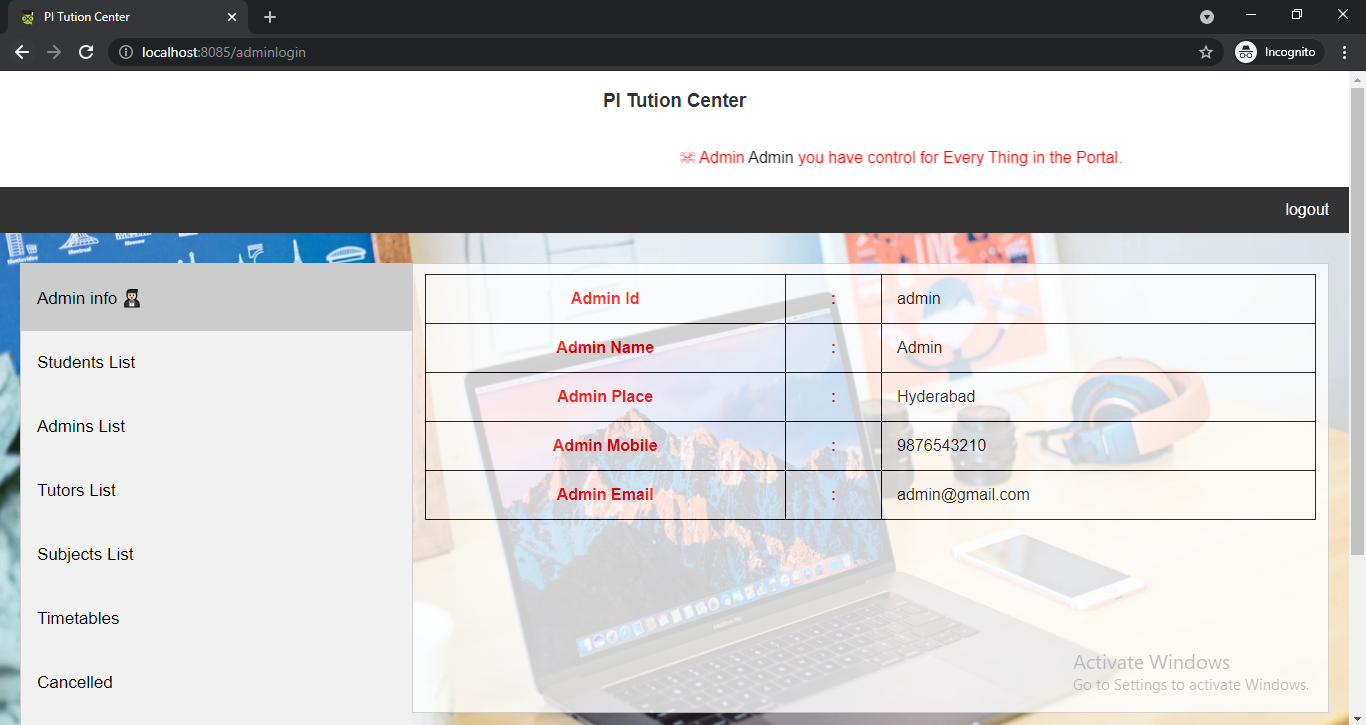 PI Tution Center
localhost:8085/adminlogin
Incognito
PI Tution Center
☠ Admin Admin you have control for Every Thing in the Portal.
logout
Admin info
Students List
Admins List
Tutors List
Subjects List
Timetables
Cancelled
Admin Id : admin
Admin Name : Admin
Admin Place : Hyderabad
Admin Mobile : 9876543210
Admin Email : admin@gmail.com
LIVE
Activate Windows
Go to Settings to activate Windows.